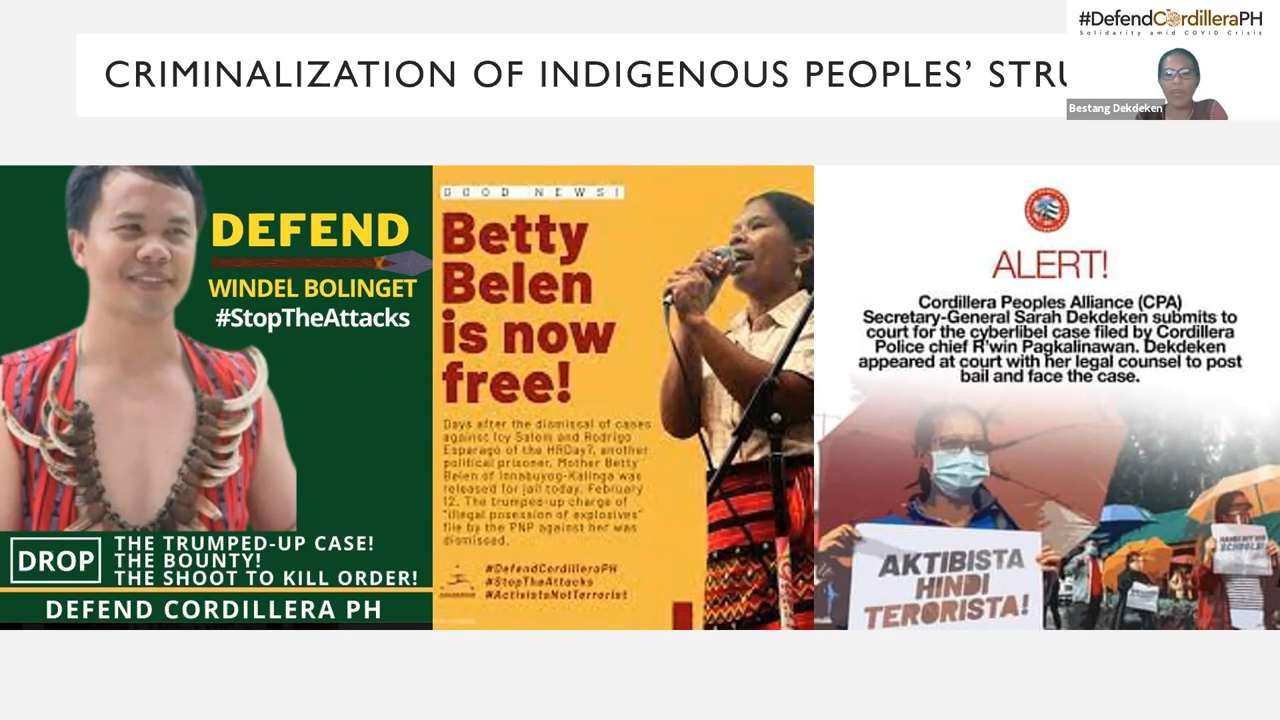 #DefendCordilleraPH
Solidarity amid COVID Crisis
CRIMINALIZATION OF INDIGENOUS PEOPLES' STRU
Bestang Dekdeken
DEFEND
WINDEL BOLINGET
#StopTheAttacks
DROP
THE TRUMPED-UP CASE!
THE BOUNTY!
THE SHOOT TO KILL ORDER!
DEFEND CORDILLERA PH
GOOD NEWS!
Betty
Belen
is now
free!
Days after the dismissal of cases
against Icy Salem and Rodrigo
Esparago of the HRDay7, another
political prisoner, Mother Betty
Belen of Innabuyog-Kalinga was
released for jail today, February
12. The trumped-up charge of
"illegal posession of explosives"
file by the PNP against her was
dismissed.
#DefendCordilleraPH
#StopTheAttacks
#ActivistsNotTerrorist
ALERT!
Cordillera Peoples Alliance (CPA)
Secretary-General Sarah Dekdeken submits to
court for the cyberlibel case filed by Cordillera
Police chief R'win Pagkalinawan. Dekdeken
appeared at court with her legal counsel to post
bail and face the case.
AKTIBISTA
HINDI
TERORISTA!
HANDS OFF OUR
SCHOOLS!